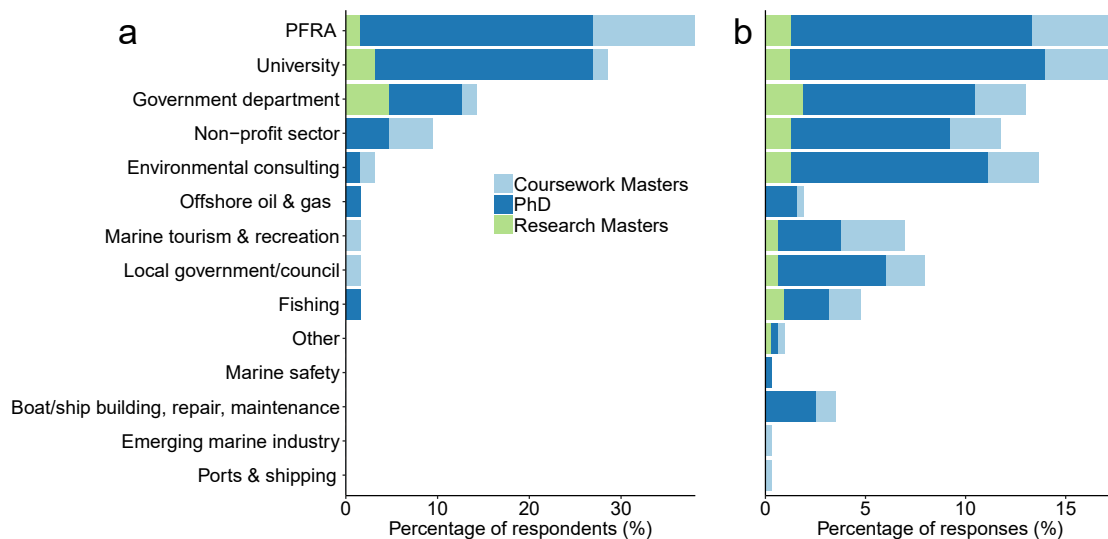 a
b
PFRA
University
Government department
Non−profit sector
Environmental consulting
Offshore oil & gas
Marine tourism & recreation
Local government/council
Fishing
Other
Marine safety
Boat/ship building, repair, maintenance
Emerging marine industry
Ports & shipping
Coursework Masters
PhD
Research Masters
0 10 20 30
Percentage of respondents (%)
0 5 10 15
Percentage of responses (%)